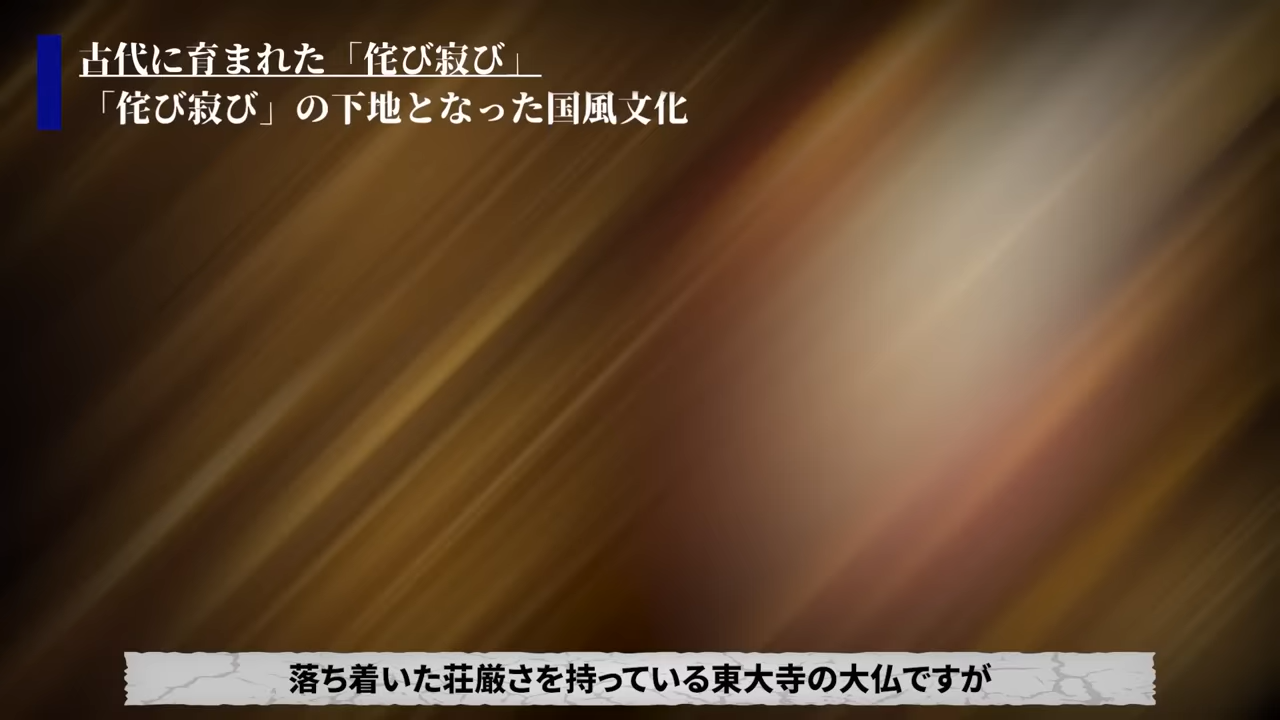 古代に育まれた「侘び寂び」
「侘び寂び」の下地となった国風文化
落ち着いた荘厳さを持っている東大寺の大仏ですが